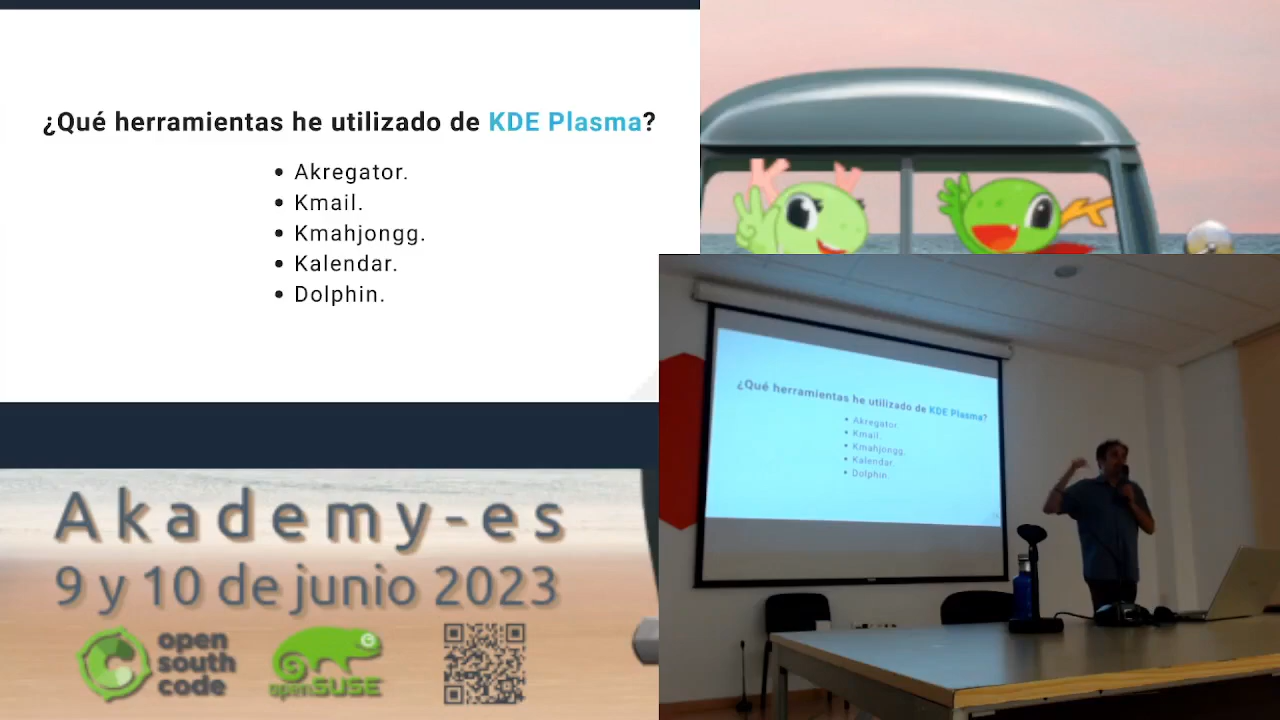 ¿Qué herramientas he utilizado de KDE Plasma?
Akregator.
Kmail.
Kmahjongg.
Kalendar.
Dolphin.
¿Qué herramientas he utilizado de KDE Plasma?
Akregator.
Kmail.
Kmahjongg.
Kalendar.
Dolphin.
Akademy-es
9 y 10 de junio 2023
open
south
code
openSUSE